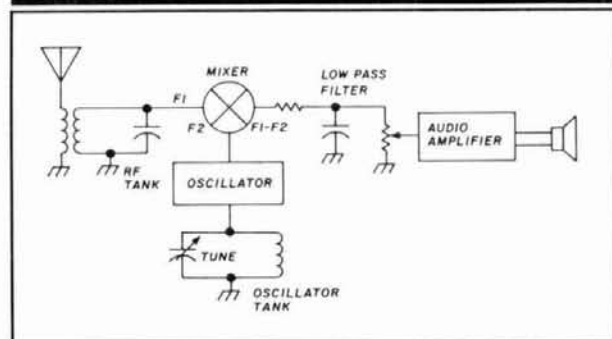 MIXER
LOW PASS
FILTER
F1
F2
F1-F2
AUDIO
AMPLIFIER
RF
TANK
OSCILLATOR
TUNE
OSCILLATOR
TANK